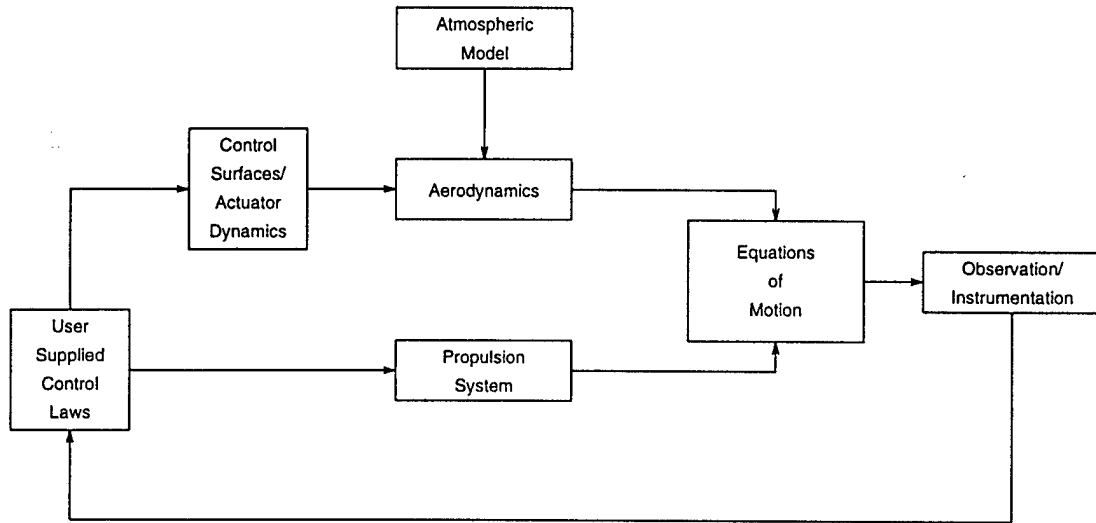 Atmospheric
Model
Control
Surfaces/
Actuator
Dynamics
Aerodynamics
Equations
of
Motion
Observation/
Instrumentation
User
Supplied
Control
Laws
Propulsion
System